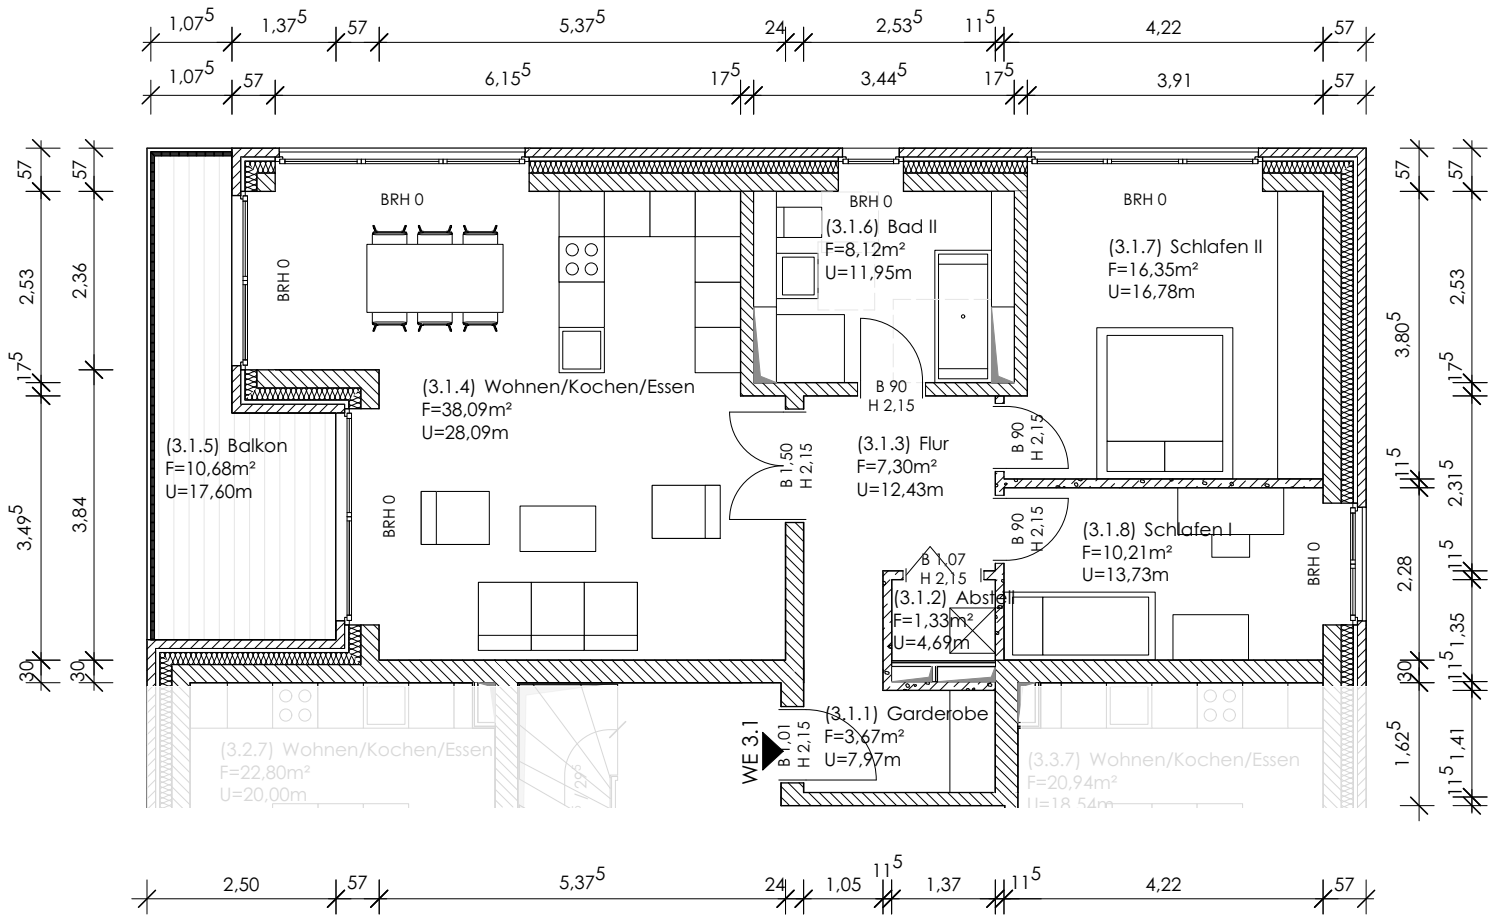 1,07⁵ 1,37⁵ 57 5,37⁵ 24 2,53⁵ 11⁵ 4,22 57
1,07⁵ 57 6,15⁵ 17⁵ 3,44⁵ 17⁵ 3,91 57
57 2,53 17⁵ 3,49⁵ 30
57 2,36 3,84 30
BRH 0
BRH 0
BRH 0
(3.1.4) Wohnen/Kochen/Essen
F=38,09m²
U=28,09m
(3.1.5) Balkon
F=10,68m²
U=17,60m
BRH 0
(3.1.6) Bad II
F=8,12m²
U=11,95m
B 90
H 2,15
BRH 0
(3.1.7) Schlafen II
F=16,35m²
U=16,78m
B 1,50
H 2,15
(3.1.3) Flur
F=7,30m²
U=12,43m
B 90
H 2,15
B 90
H 2,15
(3.1.8) Schlafen I
F=10,21m²
U=13,73m
BRH 0
B 1,07
H 2,15
(3.1.2) Abstell
F=1,33m²
U=4,69m
(3.1.1) Garderobe
F=3,67m²
U=7,97m
WE 3.1
B 1,01
H 2,15
(3.2.7) Wohnen/Kochen/Essen
F=22,80m²
U=20,00m
(3.3.7) Wohnen/Kochen/Essen
F=20,94m²
U=18,54m
57 3,80⁵ 11⁵ 2,28 30 1,62⁵
57 2,53 17⁵ 2,31⁵ 11⁵ 1,35 11⁵ 1,41 11⁵
2,50 57 5,37⁵ 24 1,05 11⁵ 1,37 11⁵ 4,22 57